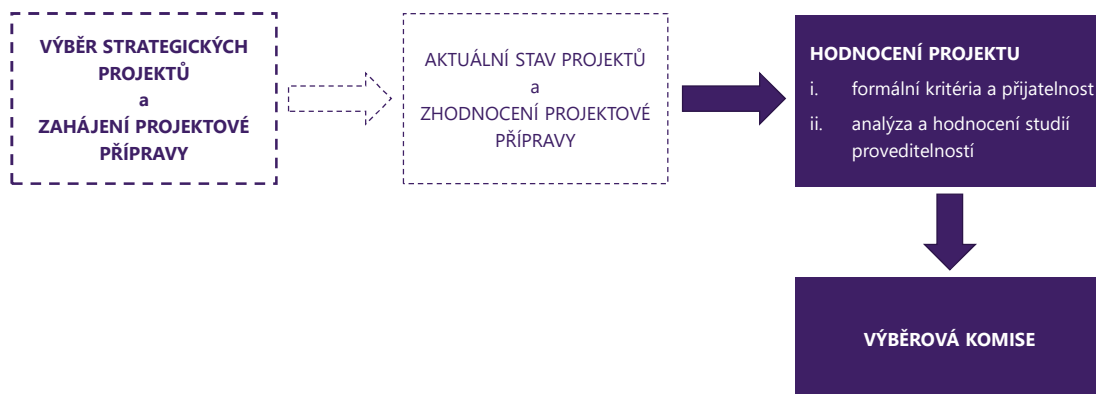 VÝBĚR STRATEGICKÝCH
PROJEKTŮ
a
ZAHÁJENÍ PROJEKTOVÉ
PŘÍPRAVY
AKTUÁLNÍ STAV PROJEKTŮ
a
ZHODNOCENÍ PROJEKTOVÉ
PŘÍPRAVY
HODNOCENÍ PROJEKTU
i. formální kritéria a přijatelnost
ii. analýza a hodnocení studií
proveditelností
VÝBĚROVÁ KOMISE